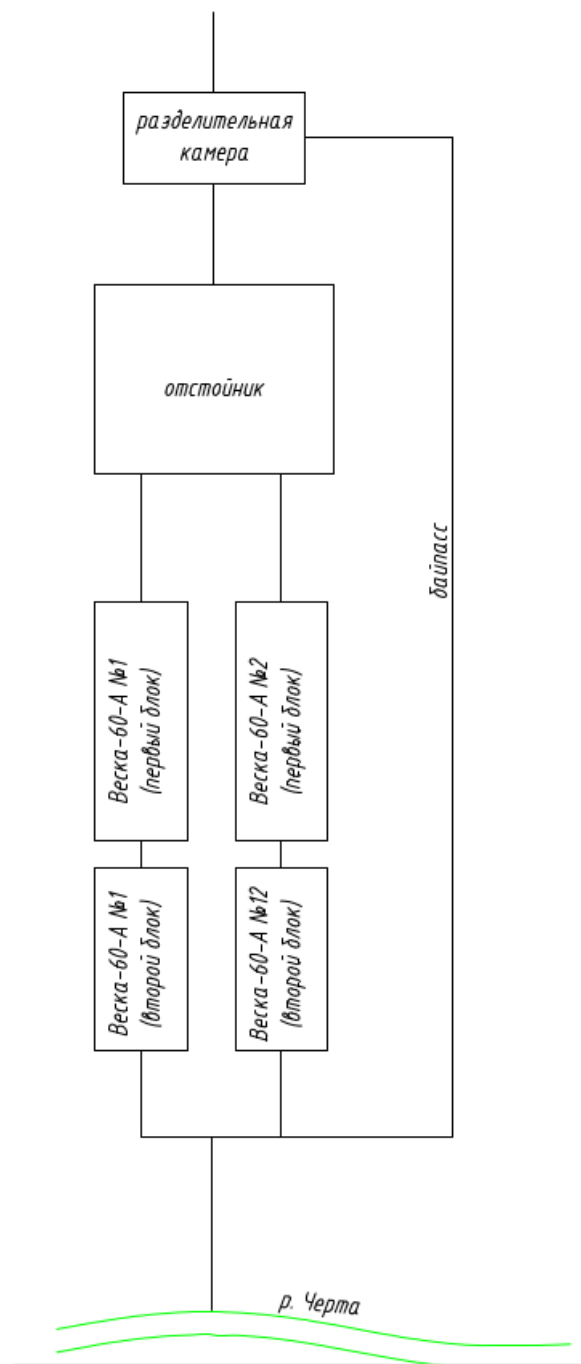 разделительная
камера
отстойник
байпасс
Веска-60-А №1
(первый блок)
Веска-60-А №2
(первый блок)
Веска-60-А №1
(второй блок)
Веска-60-А №12
(второй блок)
р. Черта